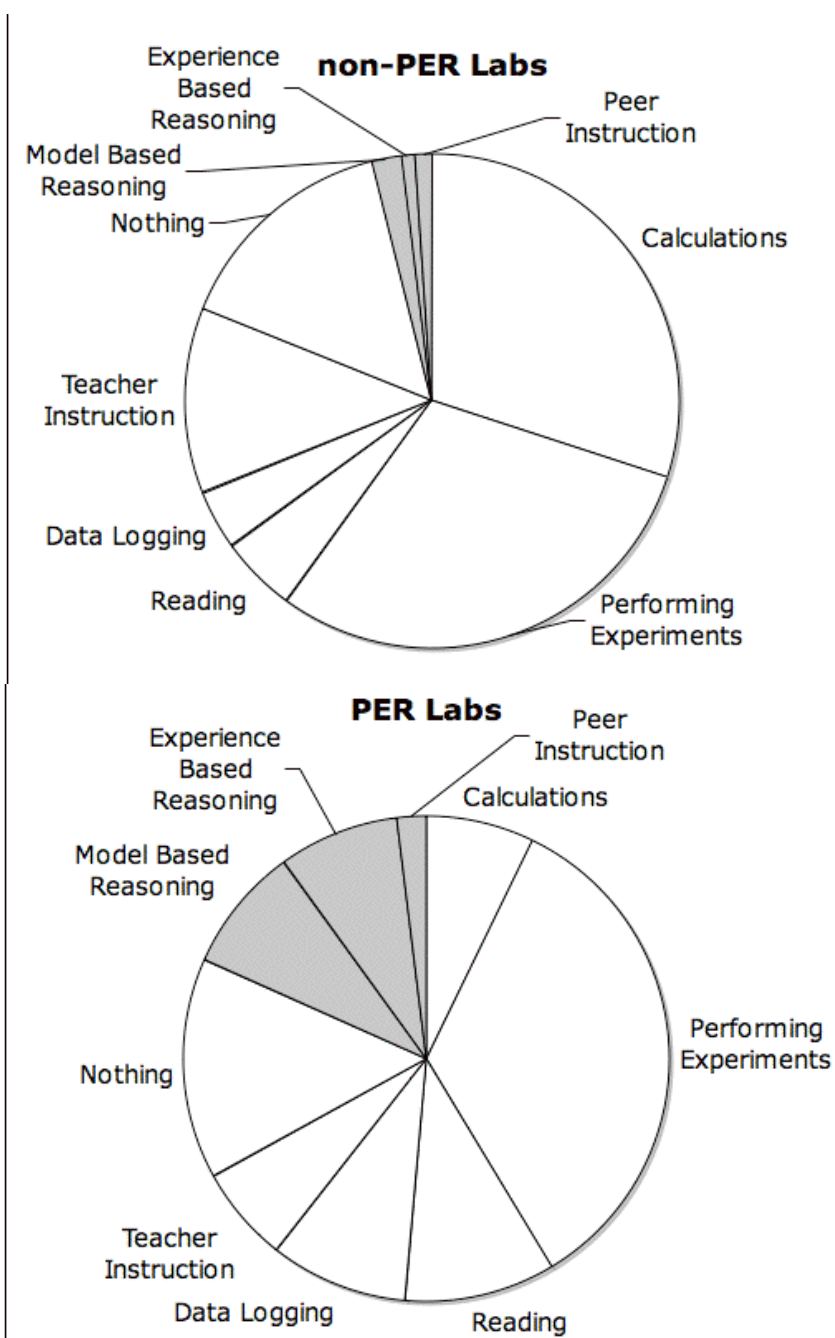 non-PER Labs
Experience
Based
Reasoning
Peer
Instruction
Model Based
Reasoning
Nothing
Calculations
Teacher
Instruction
Data Logging
Reading
Performing
Experiments
PER Labs
Experience
Based
Reasoning
Peer
Instruction
Calculations
Model Based
Reasoning
Performing
Experiments
Nothing
Teacher
Instruction
Data Logging
Reading